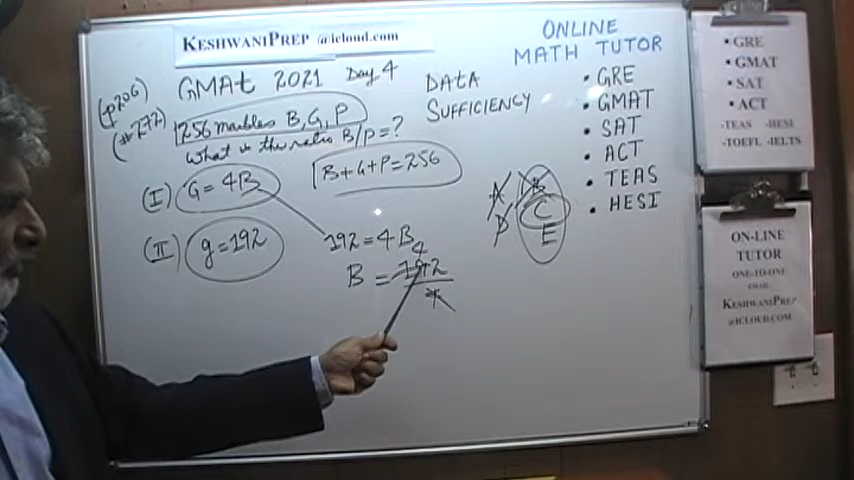 KESHWANIPREP @icloud.com
GMAt 2021 Day 4
DATA
SUFFICIENCY
(p206)
(#272)
256 marbles B, G, P
what is the ratio B/P = ?
B+G+P = 256
(I) G = 4B
(II) g = 192
192 = 4B
B =
4
A B
D C
E
ONLINE
MATH TUTOR
• GRE
• GMAT
• SAT
• ACT
• TEAS
• HESI
• GRE
• GMAT
• SAT
• ACT
-TEAS -HESI
-TOEFL -IELTS
ON-LINE
TUTOR
ONE-TO-ONE
EMAIL
KESHWANIPREP
@ICLOUD.COM